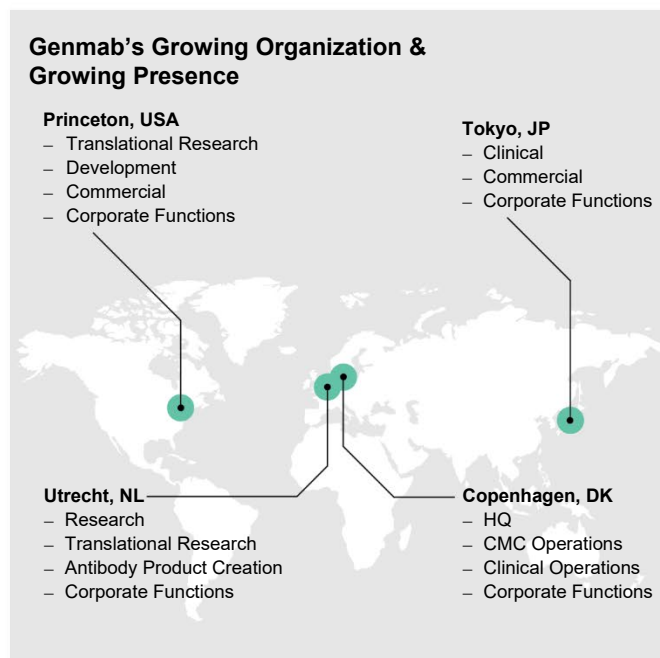 Genmab's Growing Organization &
Growing Presence
Princeton, USA
– Translational Research
– Development
– Commercial
– Corporate Functions
Tokyo, JP
– Clinical
– Commercial
– Corporate Functions
Utrecht, NL
– Research
– Translational Research
– Antibody Product Creation
– Corporate Functions
Copenhagen, DK
– HQ
– CMC Operations
– Clinical Operations
– Corporate Functions